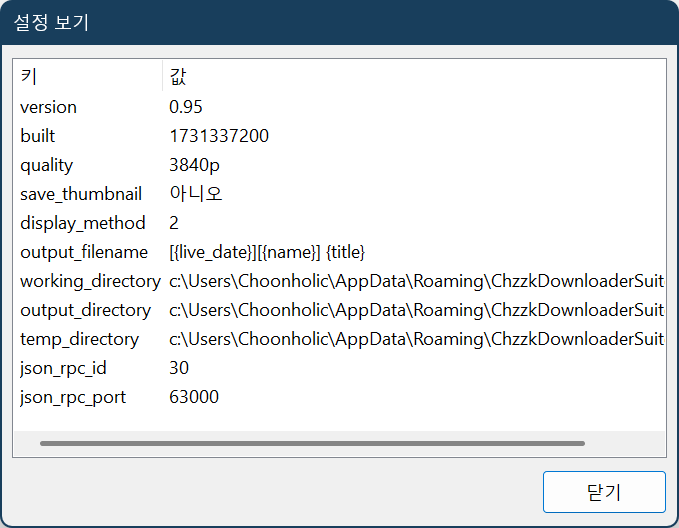 설정 보기
키 값
version 0.95
built 1731337200
quality 3840p
save_thumbnail 아니오
display_method 2
output_filename [{live_date}][{name}] {title}
working_directory c:\Users\Choonholic\AppData\Roaming\ChzzkDownloaderSuit
output_directory c:\Users\Choonholic\AppData\Roaming\ChzzkDownloaderSuit
temp_directory c:\Users\Choonholic\AppData\Roaming\ChzzkDownloaderSuit
json_rpc_id 30
json_rpc_port 63000
닫기